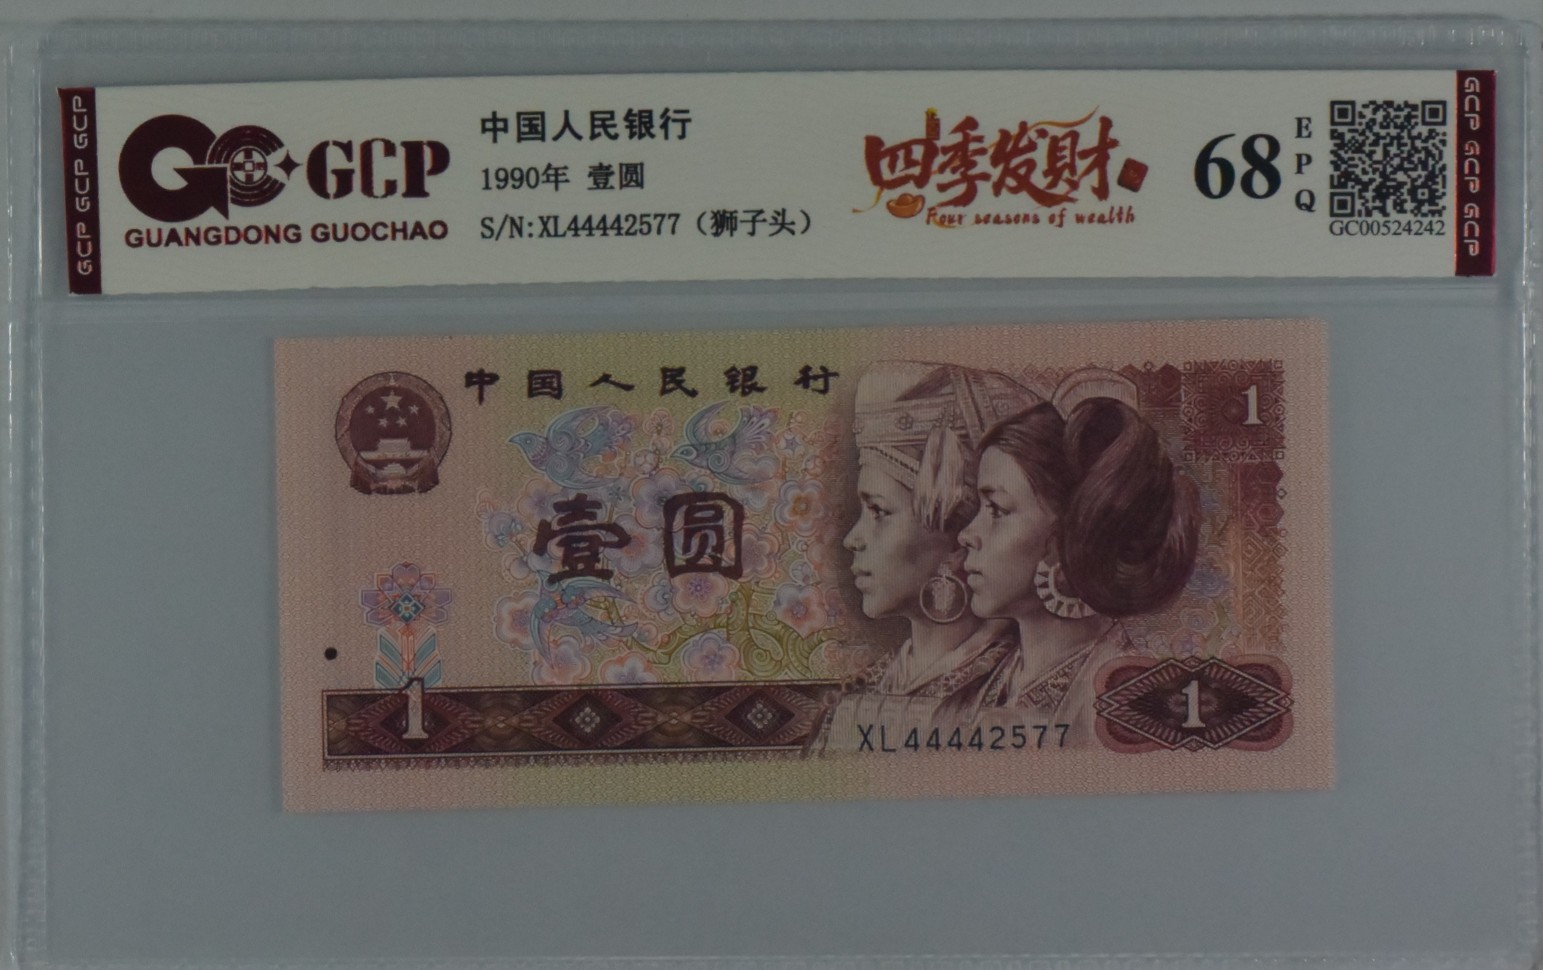 GCP GCP GCP
GCP
GUANGDONG GUOCHAO
中国人民银行
1990年 壹圆
S/N:XL44442577（狮子头）
四季发财
Four seasons of wealth
68
EPQ
GC00524242
GCP GCP GCP
中国人民银行
1
壹圆
1
XL44442577
1